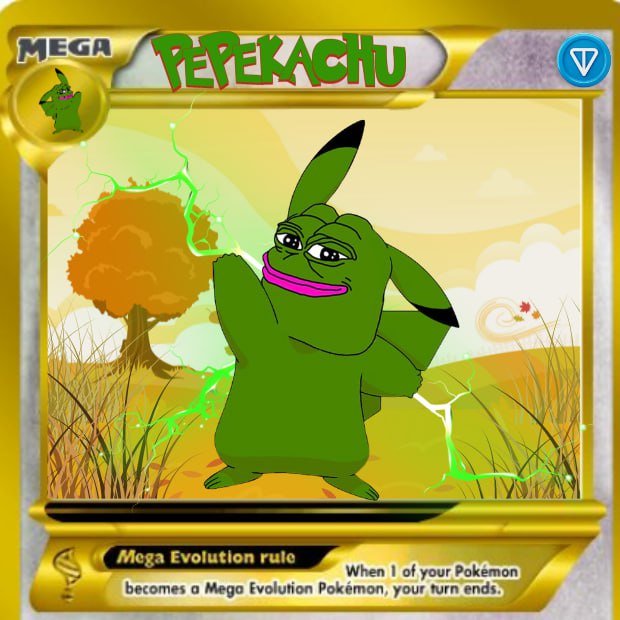 MEGA PEPEKACHU
Mega Evolution rule
When 1 of your Pokémon
becomes a Mega Evolution Pokémon, your turn ends.